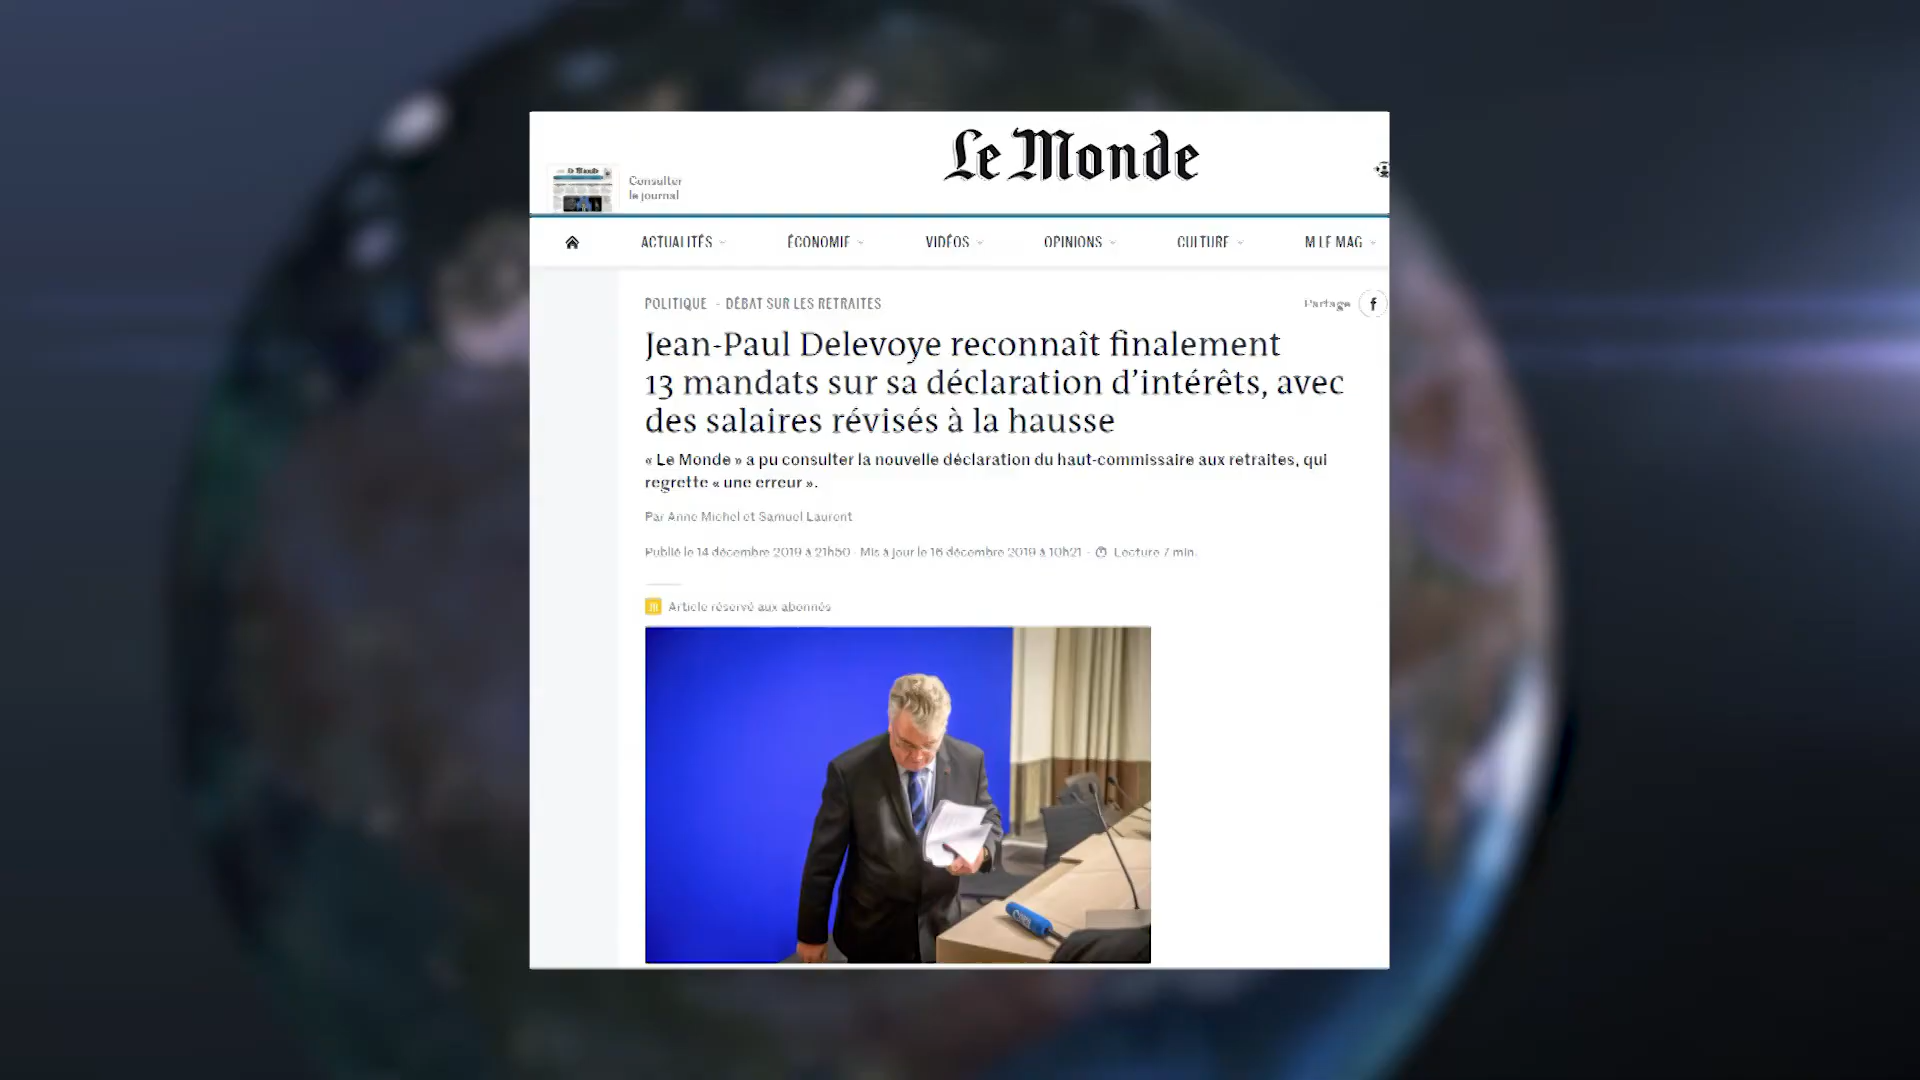 Le Monde
Consulter
le journal
ACTUALITÉS
ÉCONOMIE
VIDÉOS
OPINIONS
CULTURE
M LE MAG
POLITIQUE - DÉBAT SUR LES RETRAITES
Partage
Jean-Paul Delevoye reconnaît finalement
13 mandats sur sa déclaration d’intérêts, avec
des salaires révisés à la hausse
« Le Monde » a pu consulter la nouvelle déclaration du haut-commissaire aux retraites, qui
regrette « une erreur ».
Par Anne Michel et Samuel Laurent
Publié le 14 décembre 2019 à 21h50 - Mis à jour le 16 décembre 2019 à 10h21 - Lecture 7 min.
Article réservé aux abonnés